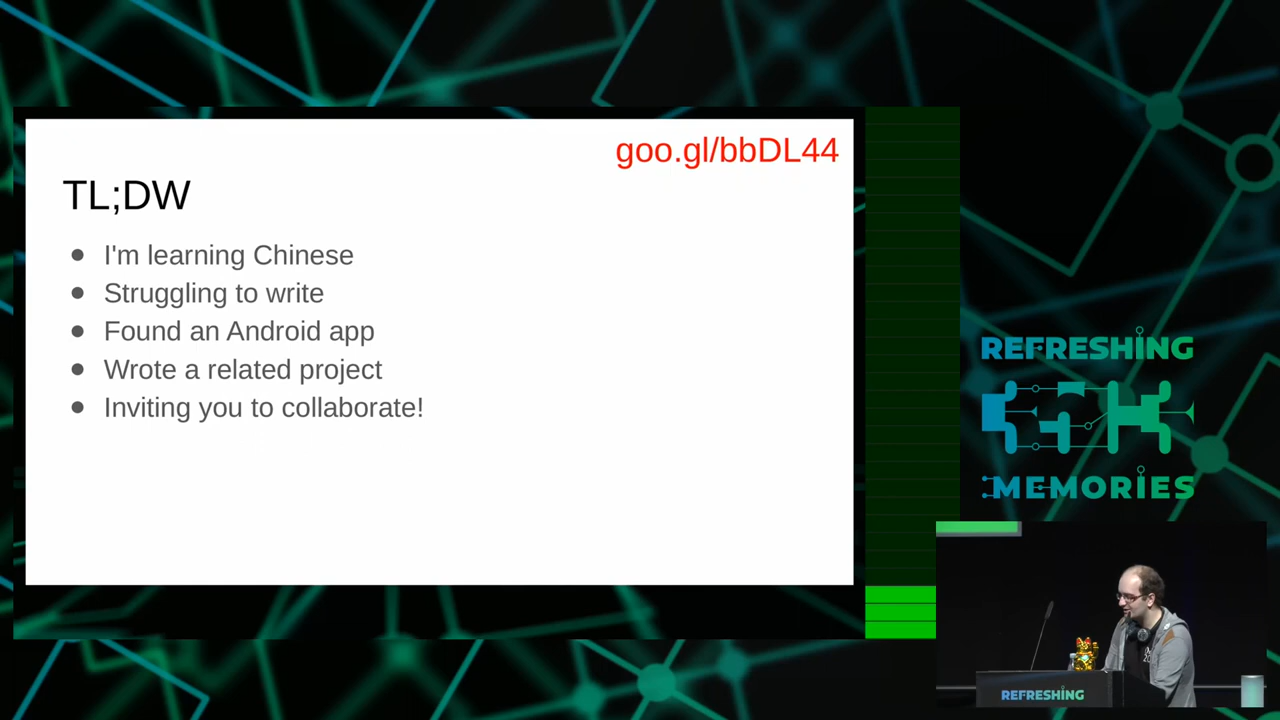 goo.gl/bbDL44
TL;DW
● I'm learning Chinese
● Struggling to write
● Found an Android app
● Wrote a related project
● Inviting you to collaborate!
REFRESHING
35C3
MEMORIES
REFRESHING